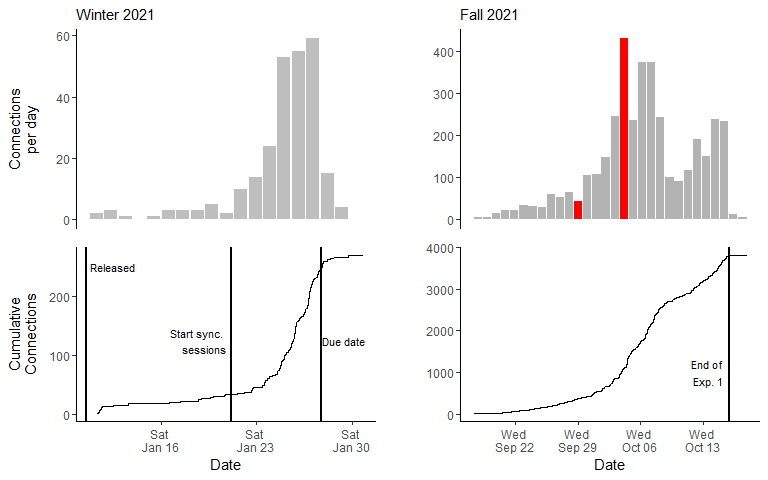 Winter 2021
Connections
per day
60
40
20
0
Cumulative
Connections
200
100
0
Released
Start sync.
sessions
Due date
Sat
Jan 16
Sat
Jan 23
Sat
Jan 30
Date
Fall 2021
400
300
200
100
0
4000
3000
2000
1000
0
End of
Exp. 1
Wed
Sep 22
Wed
Sep 29
Wed
Oct 06
Wed
Oct 13
Date